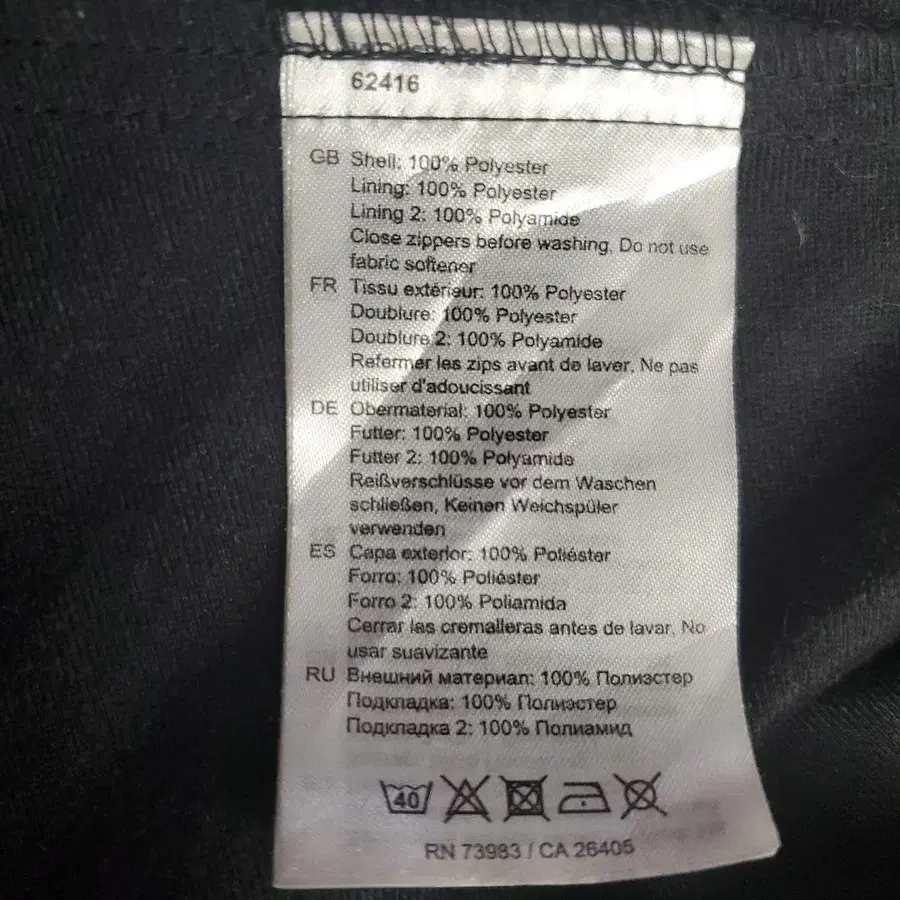 62416
GB Shell: 100% Polyester
Lining: 100% Polyester
Lining 2: 100% Polyamide
Close zippers before washing, Do not use
fabric softener
FR Tissu extérieur: 100% Polyester
Doublure: 100% Polyester
Doublure 2: 100% Polyamide
Refermer les zips avant de laver, Ne pas
utiliser d'adoucissant
DE Obermaterial: 100% Polyester
Futter: 100% Polyester
Futter 2: 100% Polyamide
Reißverschlüsse vor dem Waschen
schließen, Keinen Weichspüler
verwenden
ES Capa exterior: 100% Poliéster
Forro: 100% Poliéster
Forro 2: 100% Poliamida
Cerrar las cremalleras antes de lavar, No
usar suavizante
RU Внешний материал: 100% Полиэстер
Подкладка: 100% Полиэстер
Подкладка 2: 100% Полиамид
40
RN 73983 / CA 26405